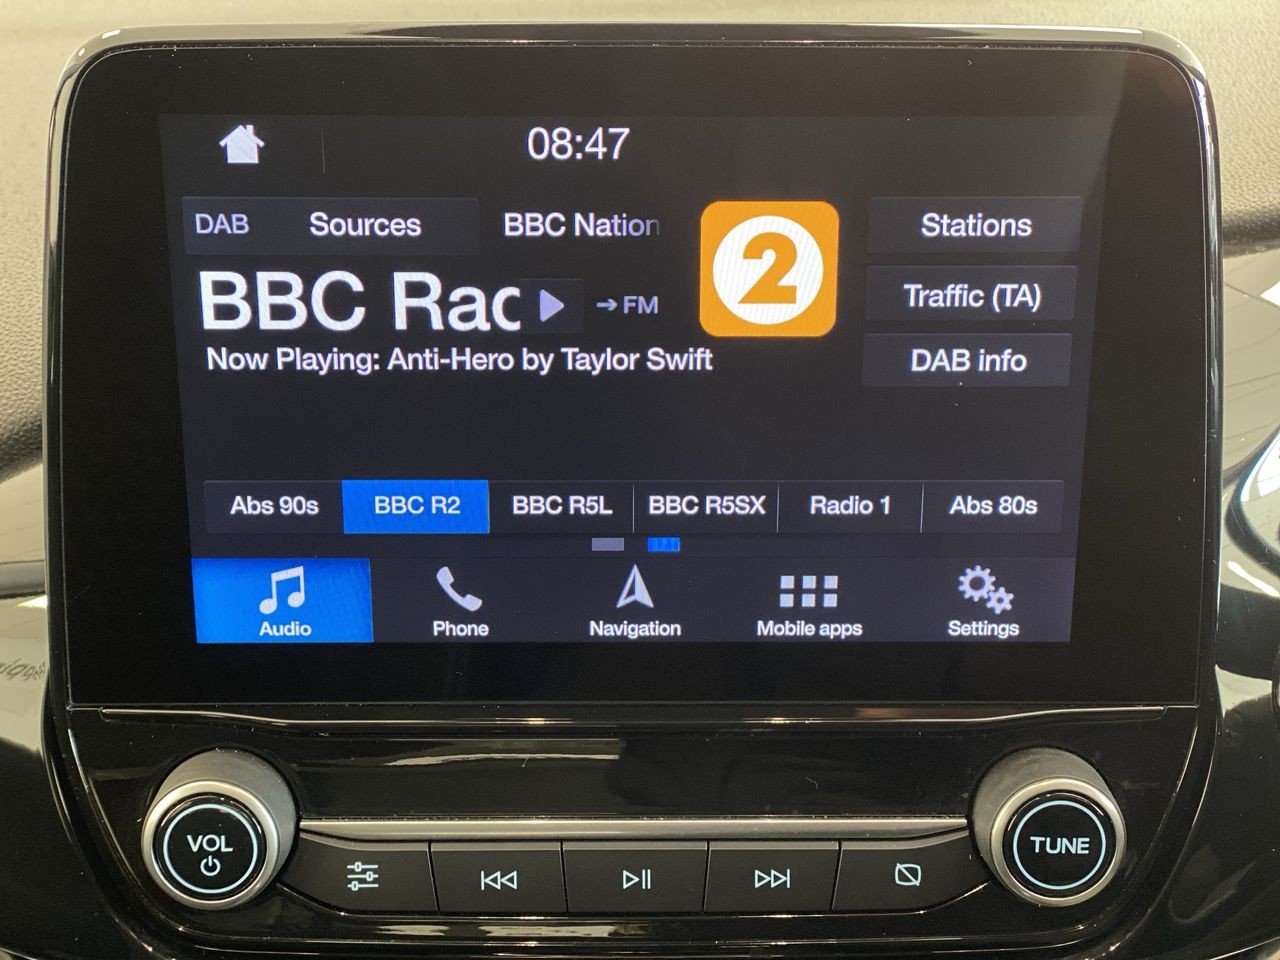 08:47
DAB Sources BBC Nation Stations
2
BBC Rad → FM Traffic (TA)
Now Playing: Anti-Hero by Taylor Swift DAB info
Abs 90s BBC R2 BBC R5L BBC R5SX Radio 1 Abs 80s
Audio Phone Navigation Mobile apps Settings
VOL TUNE